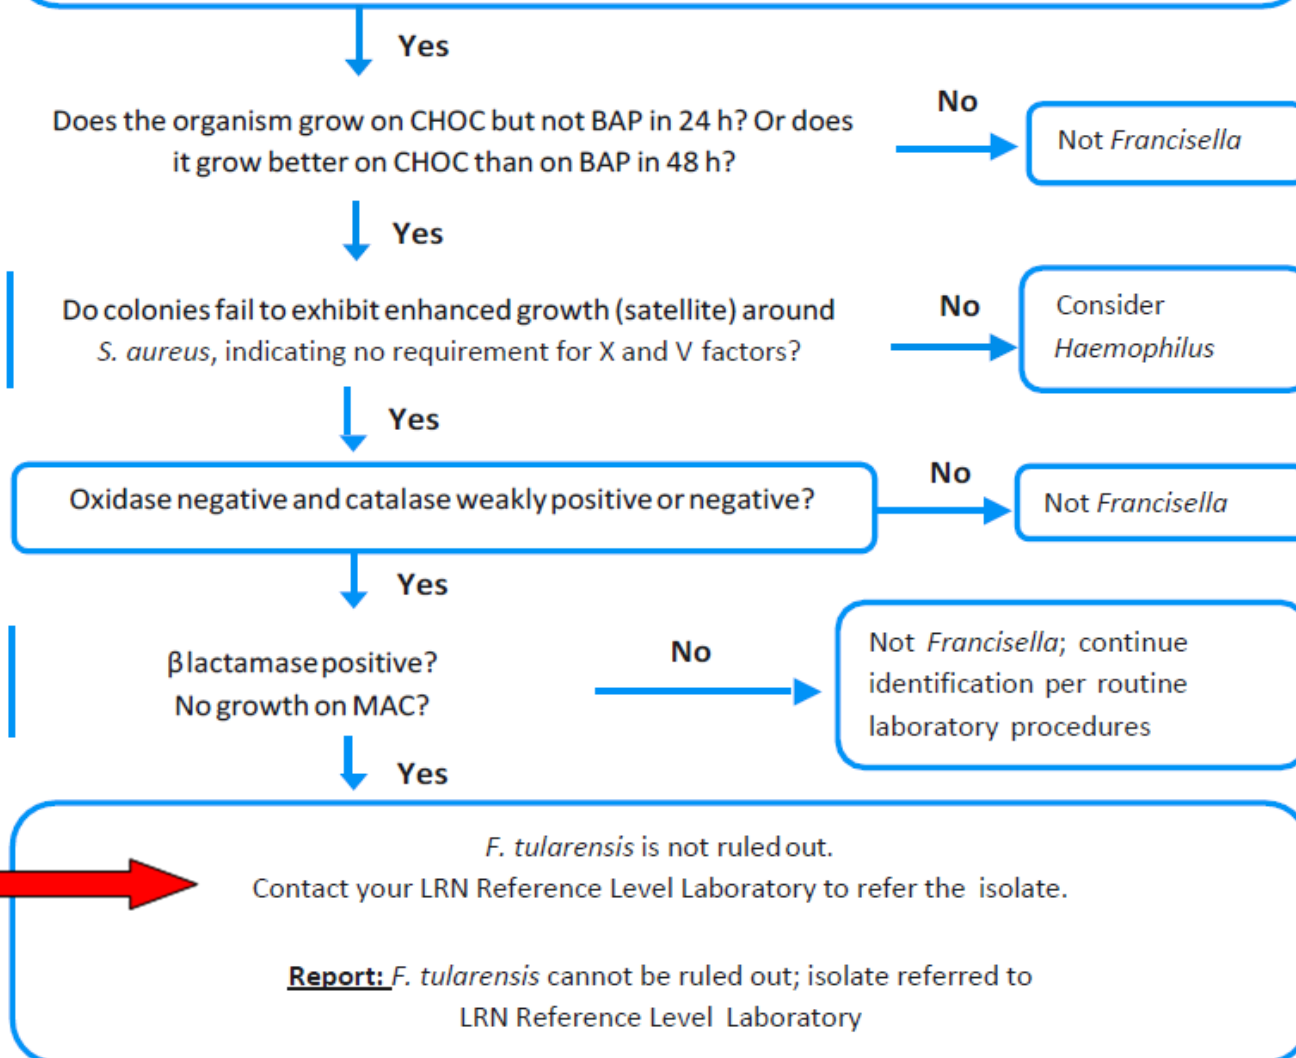 Yes
Does the organism grow on CHOC but not BAP in 24 h? Or does
it grow better on CHOC than on BAP in 48 h?
No
Not Francisella
Yes
Do colonies fail to exhibit enhanced growth (satellite) around
S. aureus, indicating no requirement for X and V factors?
No
Consider
Haemophilus
Yes
Oxidase negative and catalase weakly positive or negative?
No
Not Francisella
Yes
β lactamase positive?
No growth on MAC?
No
Not Francisella; continue
identification per routine
laboratory procedures
Yes
F. tularensis is not ruled out.
Contact your LRN Reference Level Laboratory to refer the isolate.
Report: F. tularensis cannot be ruled out; isolate referred to
LRN Reference Level Laboratory